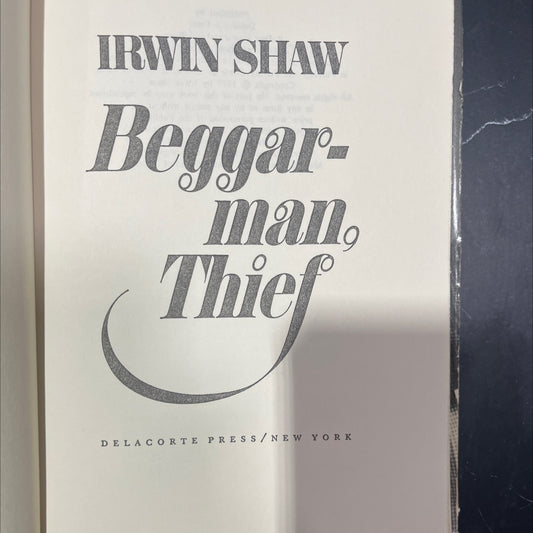 IRWIN SHAW
Beggar-
man,
Thief
DELACORTE PRESS/NEW YORK